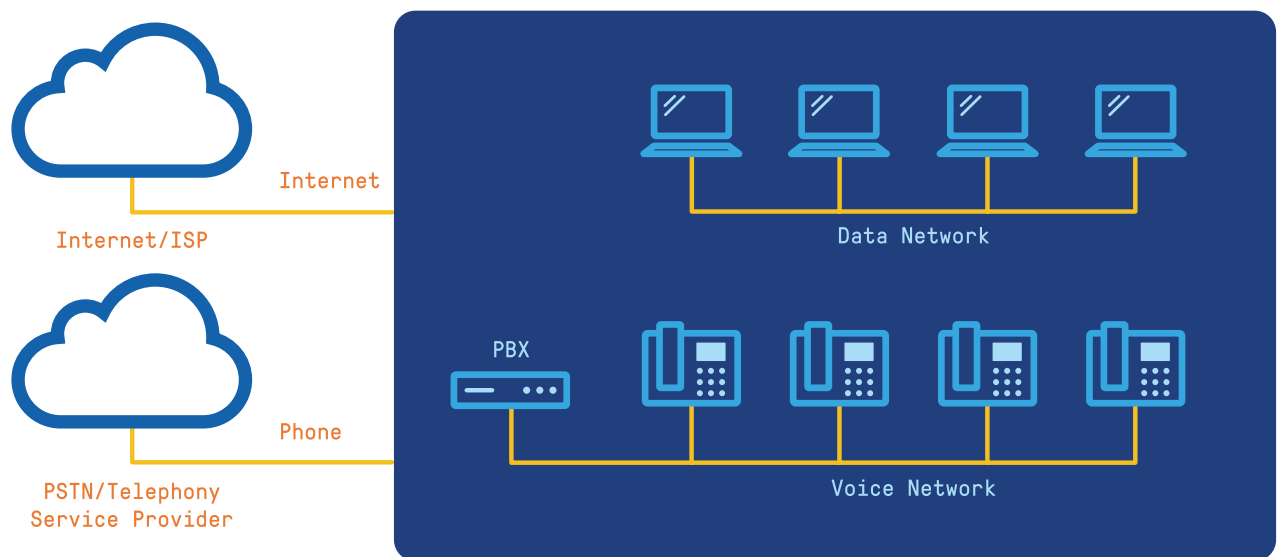 Internet
Internet/ISP
Data Network
PBX
Phone
Voice Network
PSTN/Telephony
Service Provider